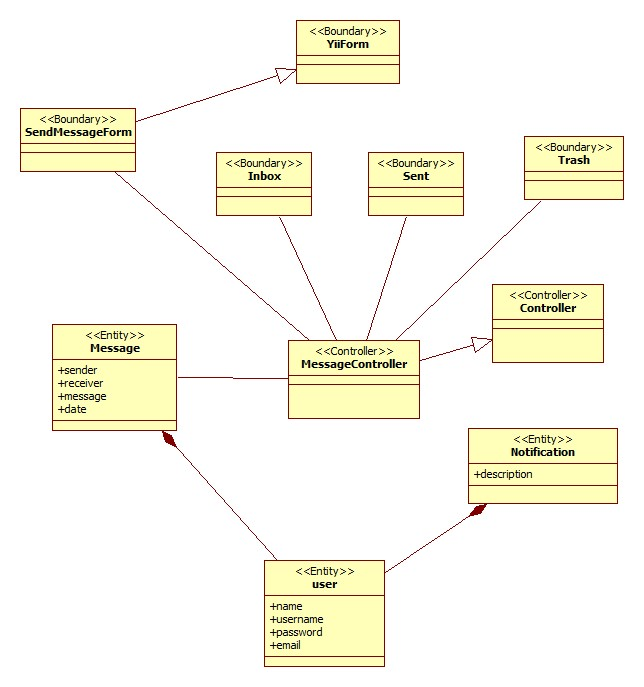 <<Boundary>>
YiiForm
<<Boundary>>
SendMessageForm
<<Boundary>>
Inbox
<<Boundary>>
Sent
<<Boundary>>
Trash
<<Controller>>
Controller
<<Entity>>
Message
+sender
+receiver
+message
+date
<<Controller>>
MessageController
<<Entity>>
Notification
+description
<<Entity>>
user
+name
+username
+password
+email